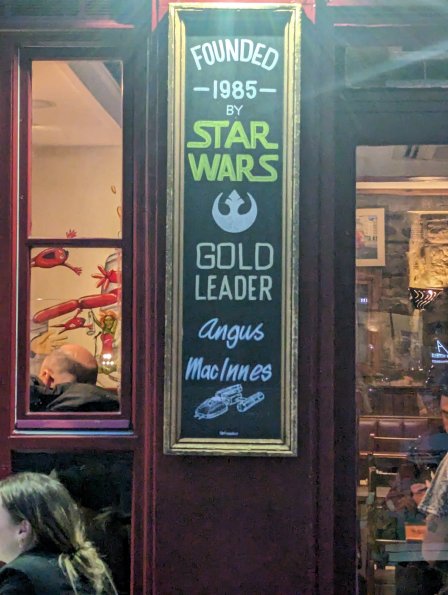 FOUNDED
—1985—
BY
STAR
WARS
GOLD
LEADER
Angus
MacInnes